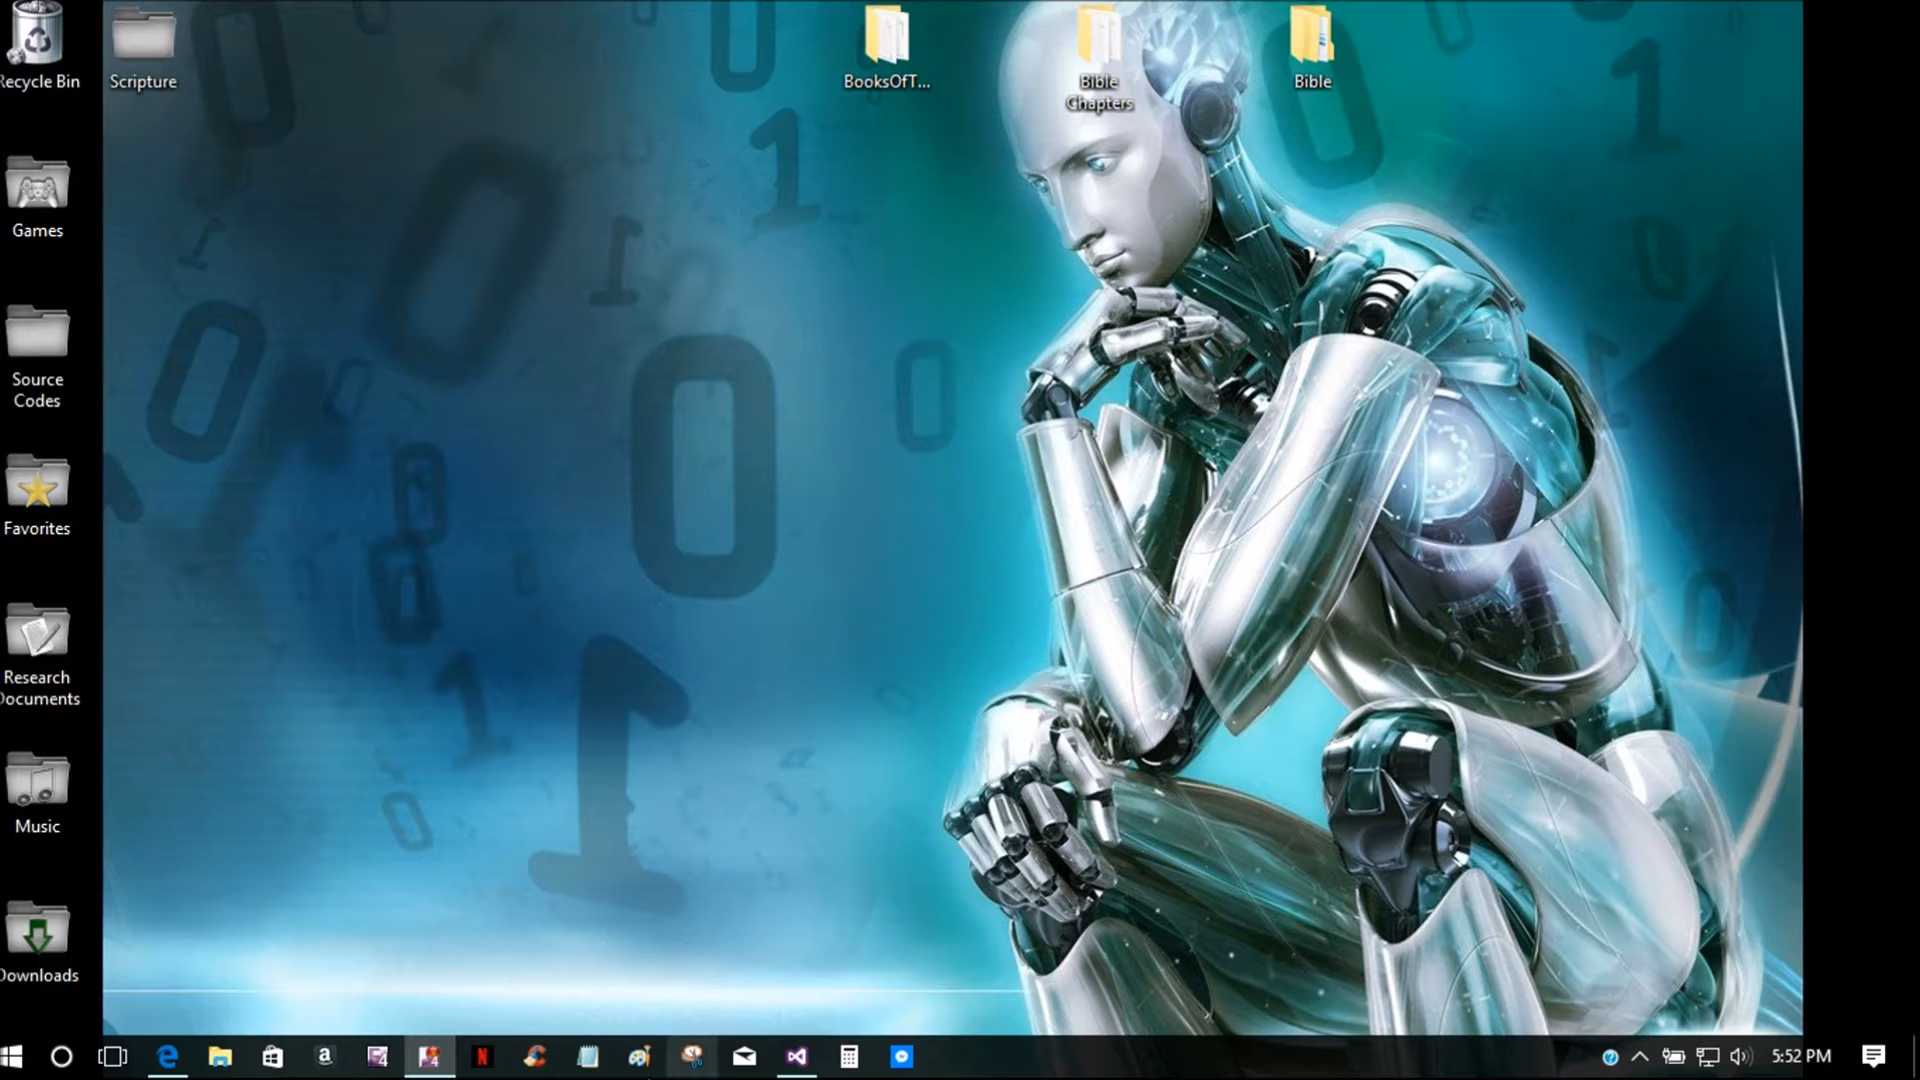 Recycle Bin
Scripture
BooksOfT...
Bible
Chapters
Bible
Games
Source
Codes
Favorites
Research
Documents
Music
Downloads
5:52 PM